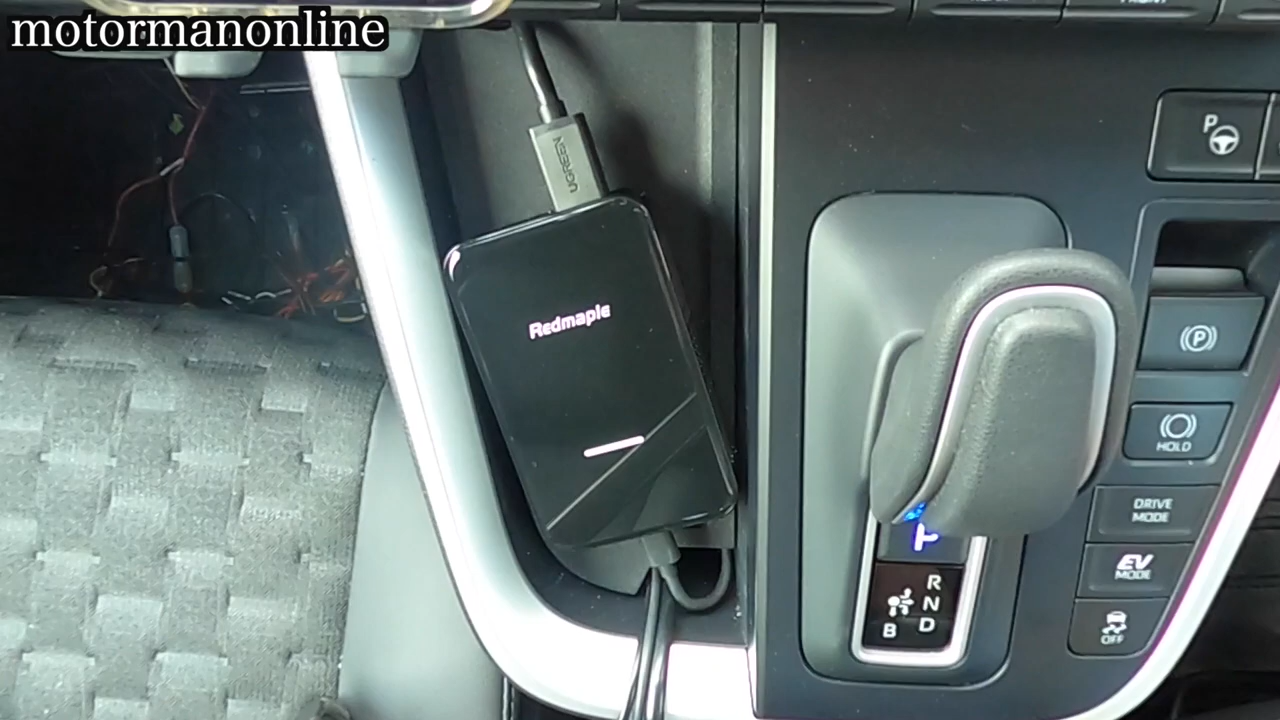 motormanonline
UGREEN
Redmaple
P
P
HOLD
DRIVE
MODE
EV
MODE
OFF
R
N
B D